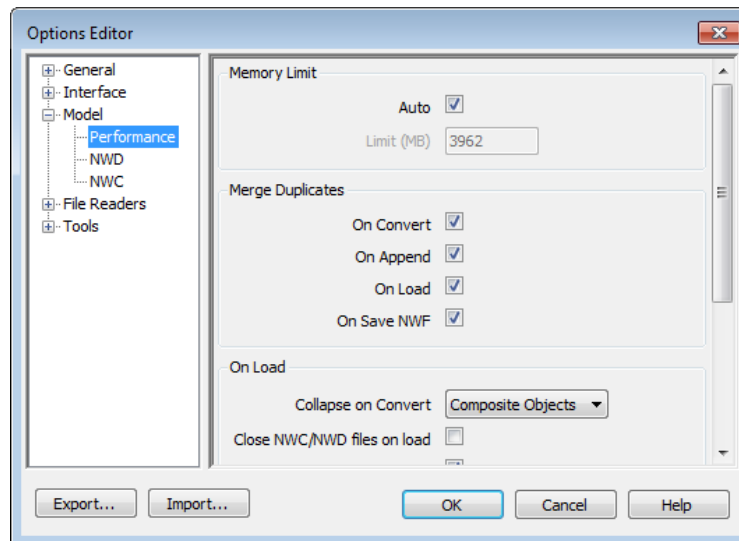 Options Editor
General
Interface
Model
Performance
NWD
NWC
File Readers
Tools
Memory Limit
Auto
Limit (MB) 3962
Merge Duplicates
On Convert
On Append
On Load
On Save NWF
On Load
Collapse on Convert Composite Objects
Close NWC/NWD files on load
Export... Import... OK Cancel Help